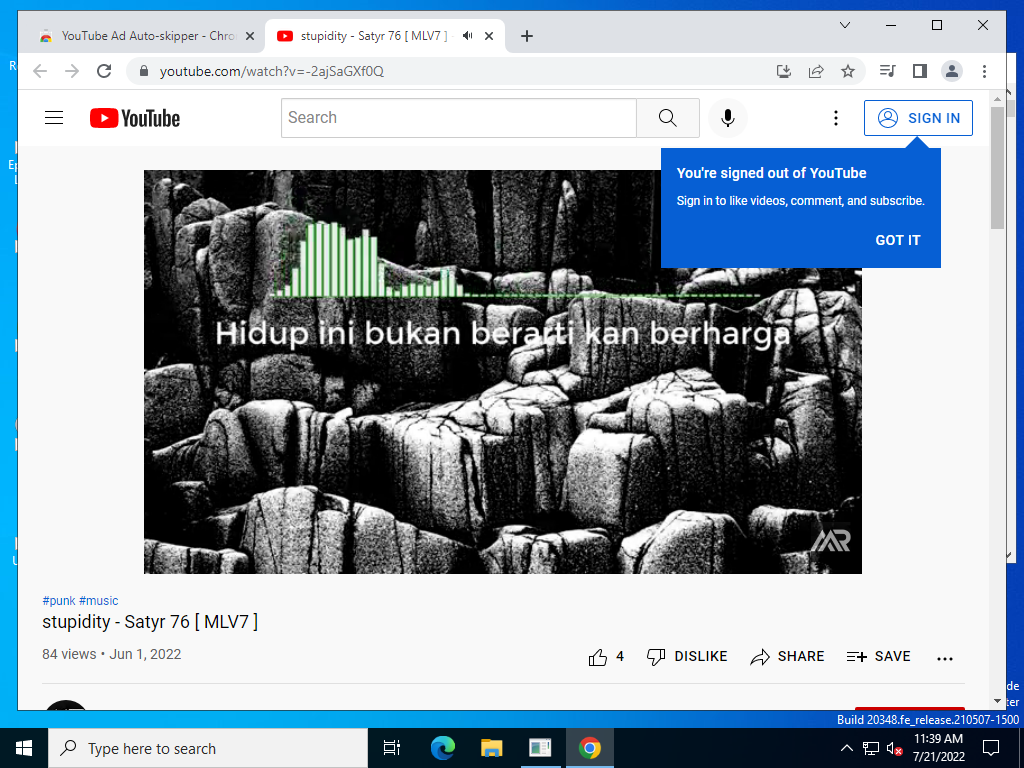 YouTube Ad Auto-skipper - Chro
stupidity - Satyr 76 [ MLV7 ] -
youtube.com/watch?v=-2ajSaGXf0Q
YouTube
Search
SIGN IN
You're signed out of YouTube
Sign in to like videos, comment, and subscribe.
GOT IT
Hidup ini bukan berarti kan berharga
MR
#punk #music
stupidity - Satyr 76 [ MLV7 ]
84 views • Jun 1, 2022
4
DISLIKE
SHARE
SAVE
Build 20348.fe_release.210507-1500
Type here to search
11:39 AM
7/21/2022